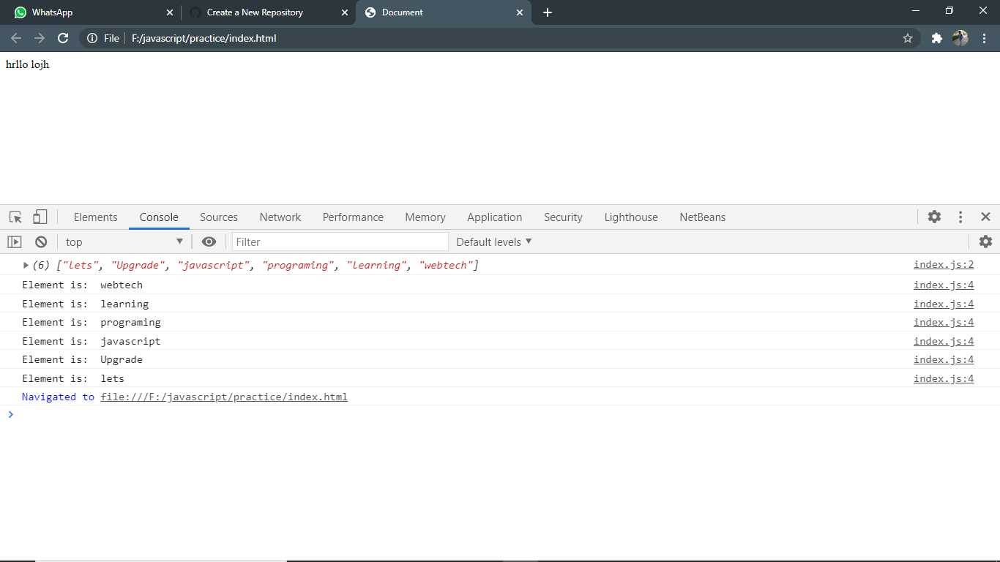 WhatsApp Create a New Repository Document
File F:/javascript/practice/index.html
hrllo lojh
Elements Console Sources Network Performance Memory Application Security Lighthouse NetBeans
top Filter Default levels
(6) ["lets", "Upgrade", "javascript", "programing", "learning", "webtech"] index.js:2
Element is: webtech index.js:4
Element is: learning index.js:4
Element is: programing index.js:4
Element is: javascript index.js:4
Element is: Upgrade index.js:4
Element is: lets index.js:4
Navigated to file:///F:/javascript/practice/index.html